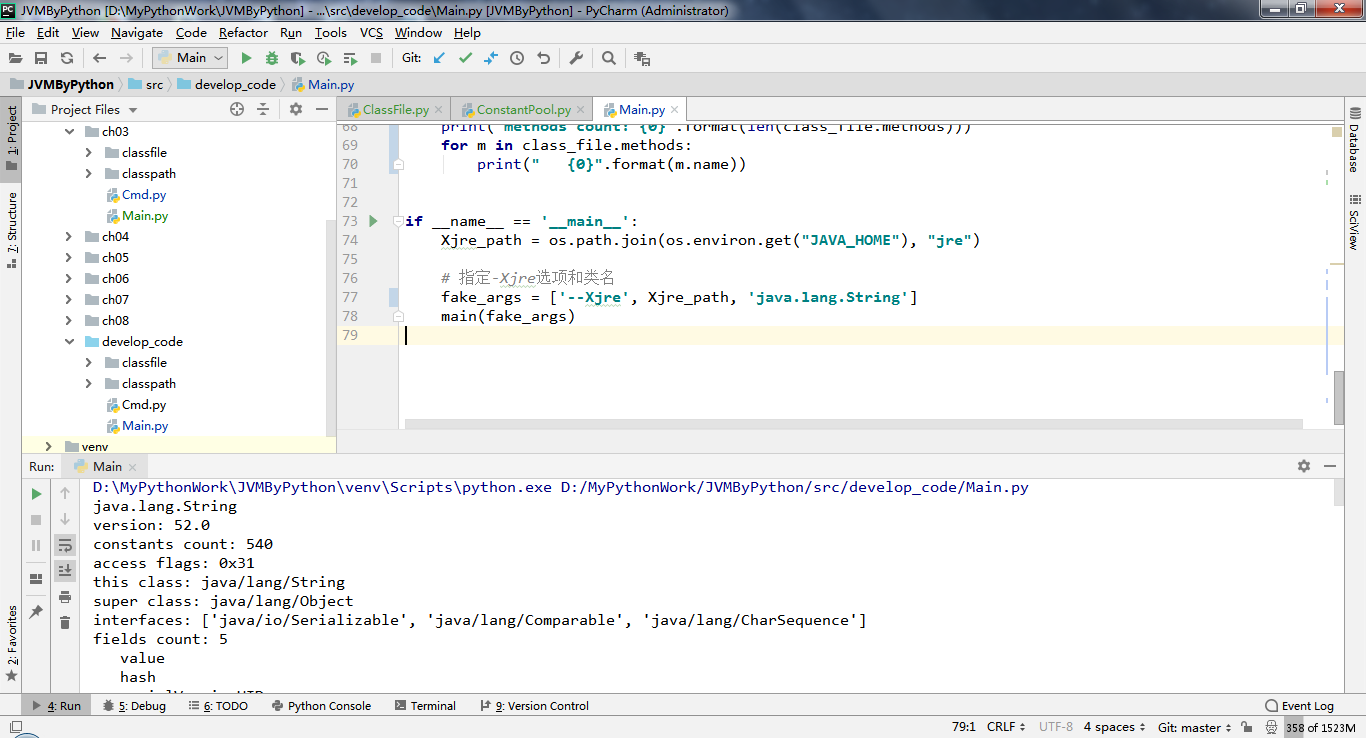 JVMByPython [D:\MyPythonWork\JVMByPython] - ...\src\develop_code\Main.py [JVMByPython] - PyCharm (Administrator)
File Edit View Navigate Code Refactor Run Tools VCS Window Help
Main Git:
JVMByPython src develop_code Main.py
1: Project
7: Structure
2: Favorites
Project Files
ch03
classfile
classpath
Cmd.py
Main.py
ch04
ch05
ch06
ch07
ch08
develop_code
classfile
classpath
Cmd.py
Main.py
venv
ClassFile.py ConstantPool.py Main.py
68 print("methods count: {0}".format(len(class_file.methods)))
69 for m in class_file.methods:
70 print("   {0}".format(m.name))
71
72
73 if __name__ == '__main__':
74 Xjre_path = os.path.join(os.environ.get("JAVA_HOME"), "jre")
75
76 # 指定-Xjre选项和类名
77 fake_args = ['--Xjre', Xjre_path, 'java.lang.String']
78 main(fake_args)
79
Database
SciView
Run: Main
D:\MyPythonWork\JVMByPython\venv\Scripts\python.exe D:/MyPythonWork/JVMByPython/src/develop_code/Main.py
java.lang.String
version: 52.0
constants count: 540
access flags: 0x31
this class: java/lang/String
super class: java/lang/Object
interfaces: ['java/io/Serializable', 'java/lang/Comparable', 'java/lang/CharSequence']
fields count: 5
value
hash
4: Run 5: Debug 6: TODO Python Console Terminal 9: Version Control Event Log
79:1 CRLF UTF-8 4 spaces Git: master 358 of 1523M